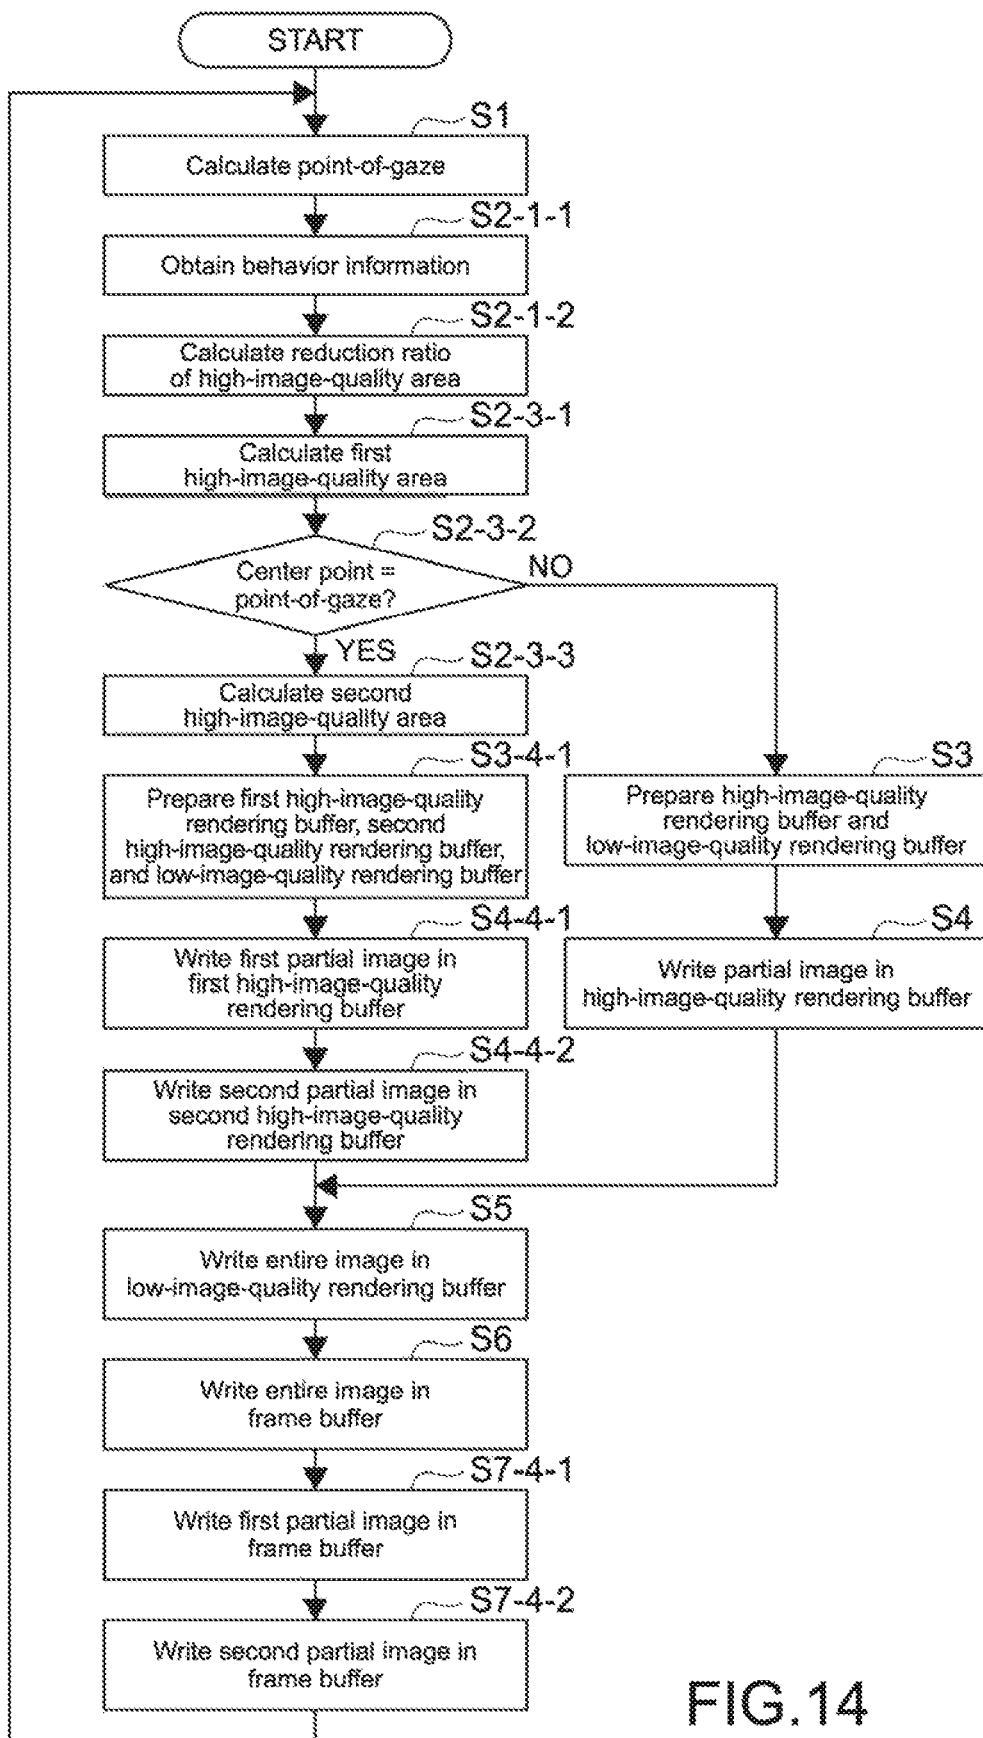 START
S1
Calculate point-of-gaze
S2-1-1
Obtain behavior information
S2-1-2
Calculate reduction ratio
of high-image-quality area
S2-3-1
Calculate first
high-image-quality area
S2-3-2
Center point =
point-of-gaze?
NO
YES
S2-3-3
Calculate second
high-image-quality area
S3-4-1
Prepare first high-image-quality
rendering buffer, second
high-image-quality rendering buffer,
and low-image-quality rendering buffer
S3
Prepare high-image-quality
rendering buffer and
low-image-quality rendering buffer
S4-4-1
Write first partial image in
first high-image-quality
rendering buffer
S4
Write partial image in
high-image-quality rendering buffer
S4-4-2
Write second partial image in
second high-image-quality
rendering buffer
S5
Write entire image in
low-image-quality rendering buffer
S6
Write entire image in
frame buffer
S7-4-1
Write first partial image in
frame buffer
S7-4-2
Write second partial image in
frame buffer
FIG.14